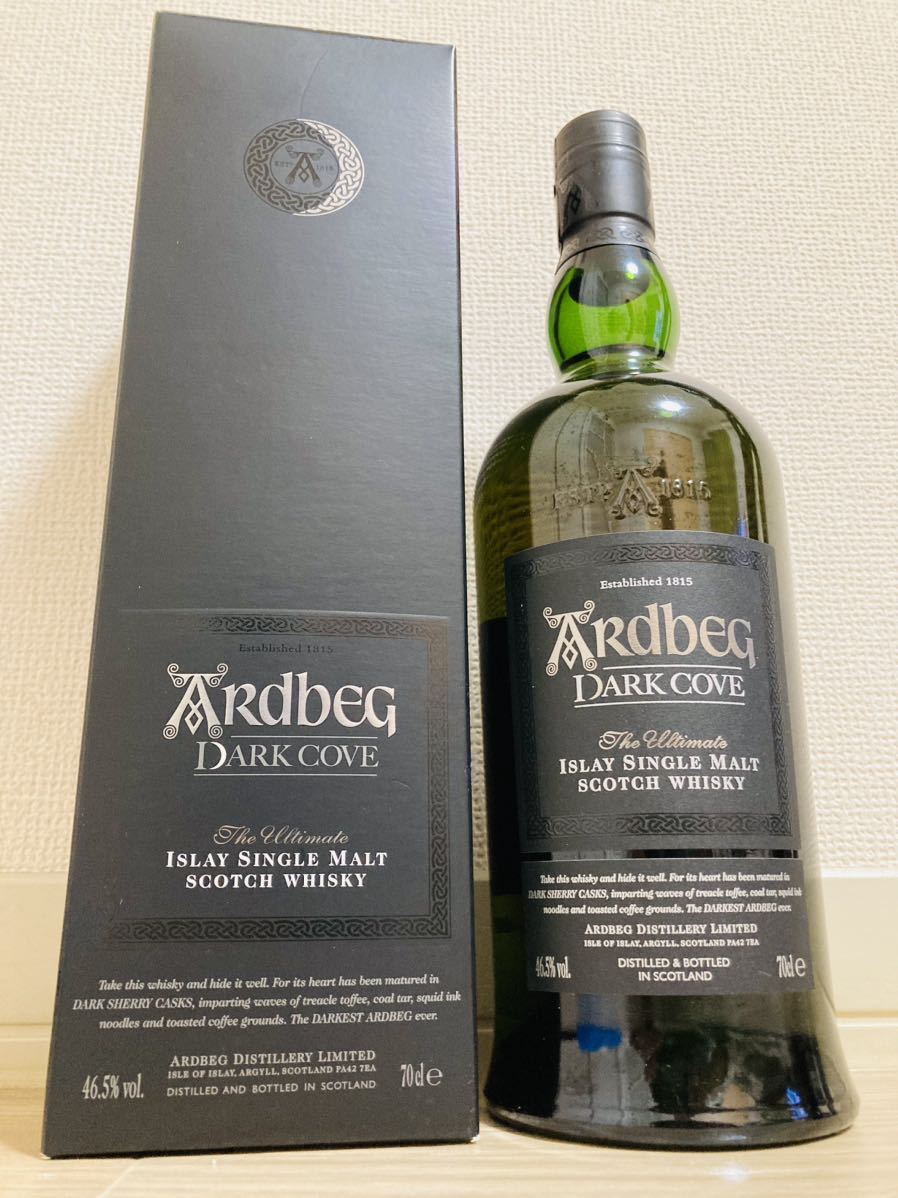 ESTD 1815
Established 1815
ARDBEG
DARK COVE
The Ultimate
ISLAY SINGLE MALT
SCOTCH WHISKY
Take this whisky and hide it well. For its heart has been matured in
DARK SHERRY CASKS, imparting waves of treacle toffee, coal tar, squid ink
noodles and toasted coffee grounds. The DARKEST ARDBEG ever.
ARDBEG DISTILLERY LIMITED
ISLE OF ISLAY, ARGYLL, SCOTLAND PA42 7EA
46.5% vol. DISTILLED AND BOTTLED IN SCOTLAND 70cl e
ESTD 1815
Established 1815
ARDBEG
DARK COVE
The Ultimate
ISLAY SINGLE MALT
SCOTCH WHISKY
Take this whisky and hide it well. For its heart has been matured in
DARK SHERRY CASKS, imparting waves of treacle toffee, coal tar, squid ink
noodles and toasted coffee grounds. The DARKEST ARDBEG ever.
ARDBEG DISTILLERY LIMITED
ISLE OF ISLAY, ARGYLL, SCOTLAND PA42 7EA
46.5% vol. DISTILLED & BOTTLED 70cl e
IN SCOTLAND